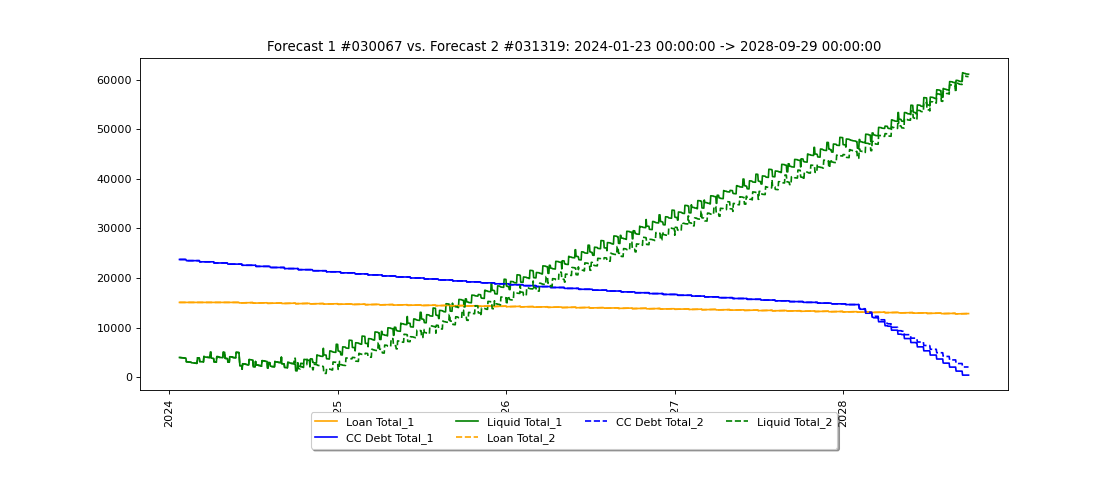 Forecast 1 #030067 vs. Forecast 2 #031319: 2024-01-23 00:00:00 -> 2028-09-29 00:00:00
60000
50000
40000
30000
20000
10000
0
2024
25
26
27
2028
Loan Total_1
Liquid Total_1
CC Debt Total_2
Liquid Total_2
CC Debt Total_1
Loan Total_2